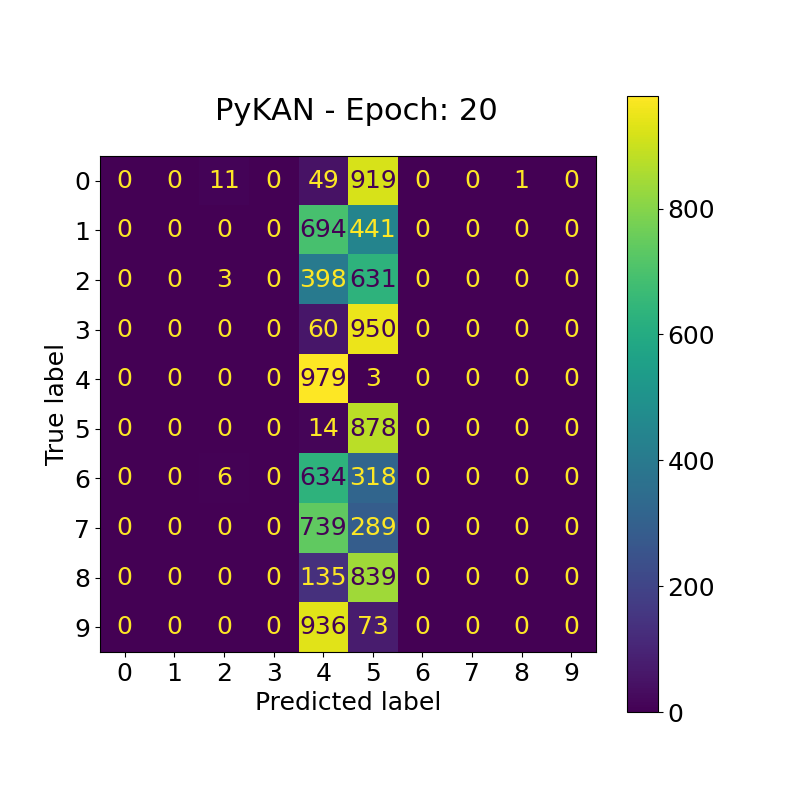 PyKAN - Epoch: 20
0 0 0 11 0 49 919 0 0 1 0
1 0 0 0 0 694 441 0 0 0 0
2 0 0 3 0 398 631 0 0 0 0
3 0 0 0 0 60 950 0 0 0 0
4 0 0 0 0 979 3 0 0 0 0
5 0 0 0 0 14 878 0 0 0 0
6 0 0 6 0 634 318 0 0 0 0
7 0 0 0 0 739 289 0 0 0 0
8 0 0 0 0 135 839 0 0 0 0
9 0 0 0 0 936 73 0 0 0 0
0 1 2 3 4 5 6 7 8 9
Predicted label
True label
800
600
400
200
0